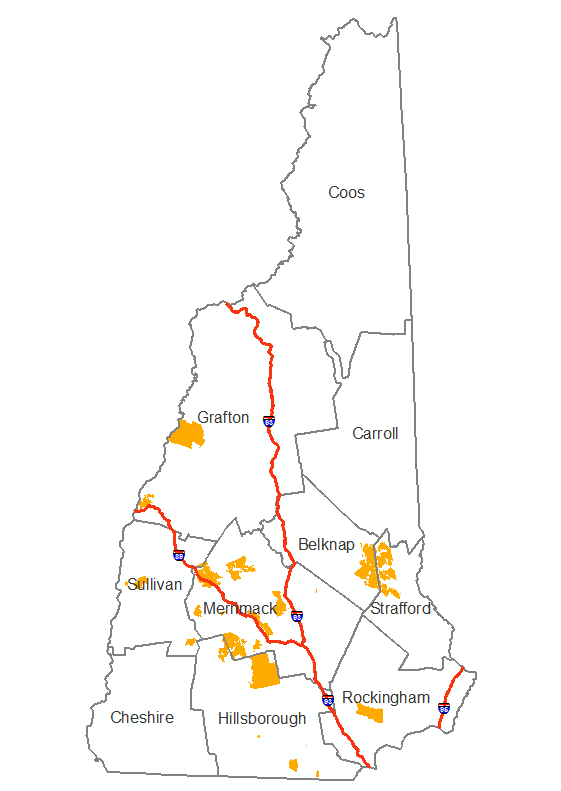 Coos
Grafton
Carroll
Belknap
Sullivan
Merrimack
Strafford
Rockingham
Cheshire
Hillsborough